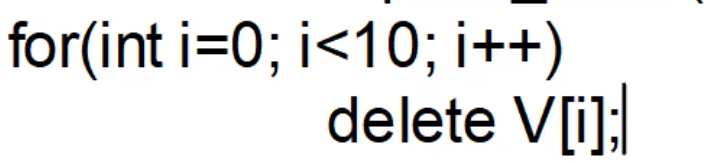 for(int i=0; i<10; i++)
delete V[i];